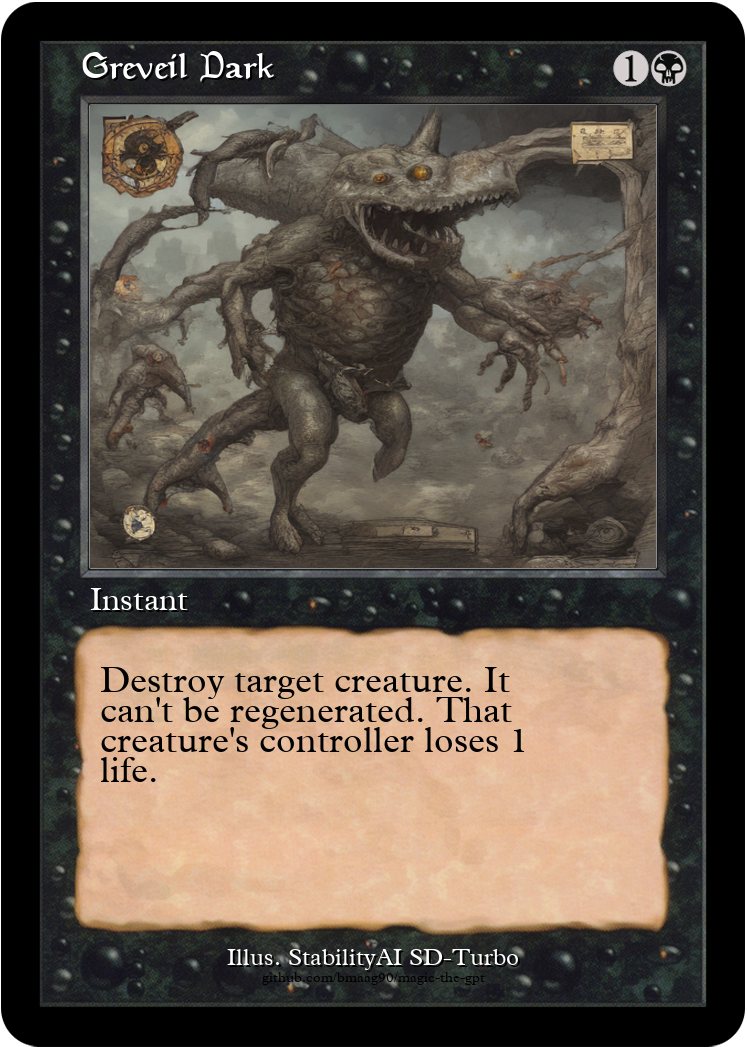 Greveil Dark
1
Instant
Destroy target creature. It
can't be regenerated. That
creature's controller loses 1
life.
Illus. StabilityAI SD-Turbo
github.com/bmaag90/magic-the-gpt